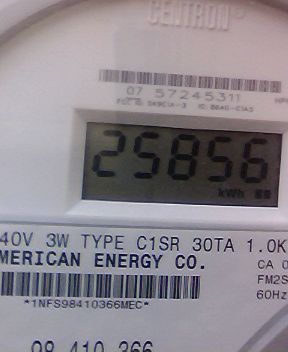 CENTRON®
07 57245311
25856
kWh
40V 3W TYPE C1SR 30TA 1.0K
MERICAN ENERGY CO.
CA 0
FM2S
60Hz
*1NFS98410366MEC*
98 410 366